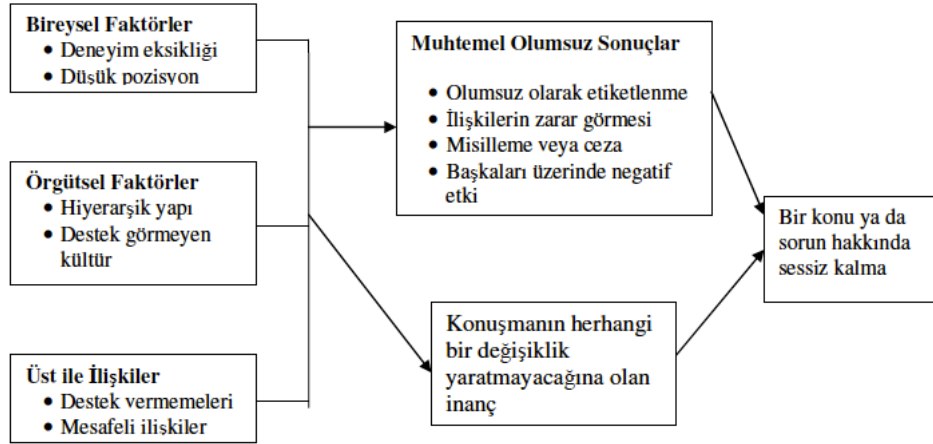 Bireysel Faktörler
• Deneyim eksikliği
• Düşük pozisyon
Örgütsel Faktörler
• Hiyerarşik yapı
• Destek görmeyen
kültür
Üst ile İlişkiler
• Destek vermemeleri
• Mesafeli ilişkiler
Muhtemel Olumsuz Sonuçlar
• Olumsuz olarak etiketlenme
• İlişkilerin zarar görmesi
• Misilleme veya ceza
• Başkaları üzerinde negatif
etki
Konuşmanın herhangi
bir değişiklik
yaratmayacağına olan
inanç
Bir konu ya da
sorun hakkında
sessiz kalma